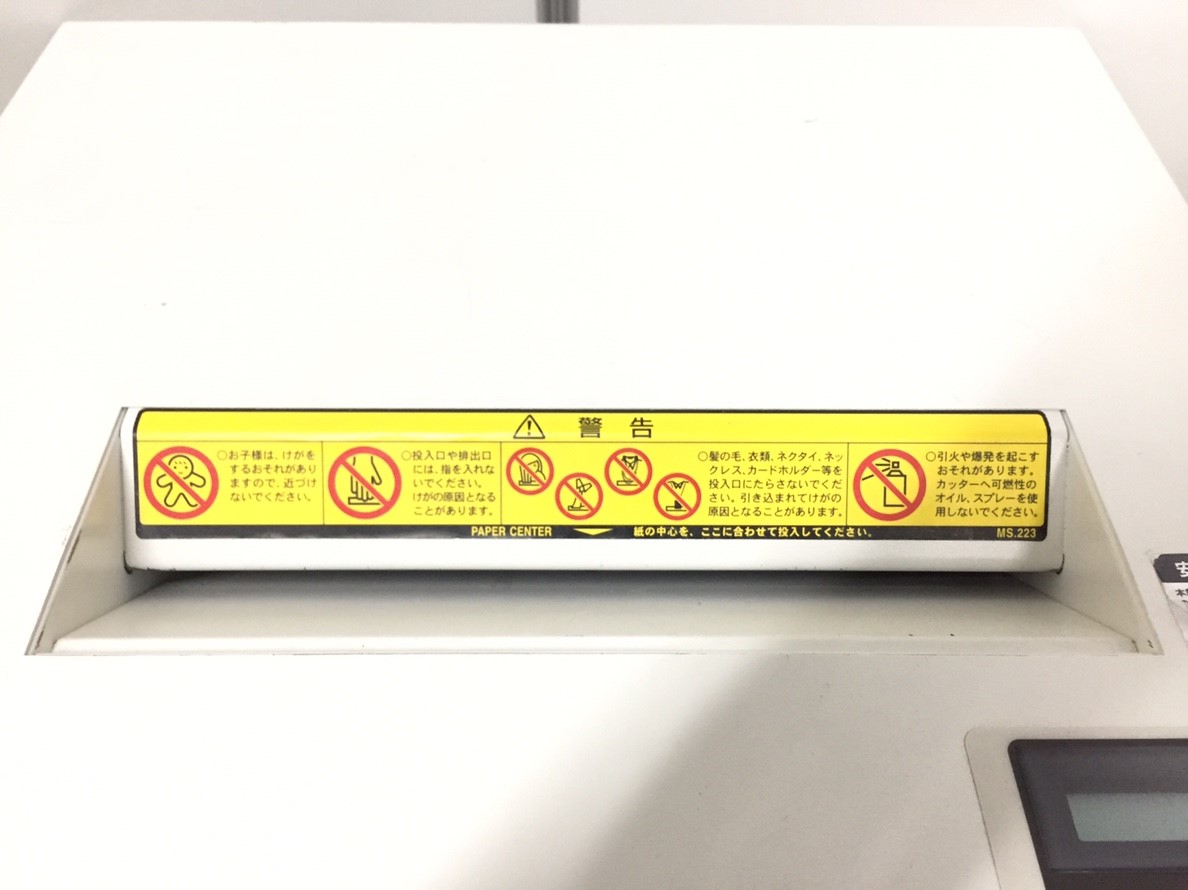 警告
○お子様は、けがを
するおそれがあり
ますので、近づけ
ないでください。
○投入口や排出口
には、指を入れな
いでください。
けがの原因となる
ことがあります。
○髪の毛、衣類、ネクタイ、ネッ
クレス、カードホルダー等を
投入口にたらさないでくだ
さい。引き込まれてけがの
原因となることがあります。
○引火や爆発を起こす
おそれがあります。
カッターへ可燃性の
オイル、スプレーを使
用しないでください。
PAPER CENTER 紙の中心を、ここに合わせて投入してください。 MS.223
安